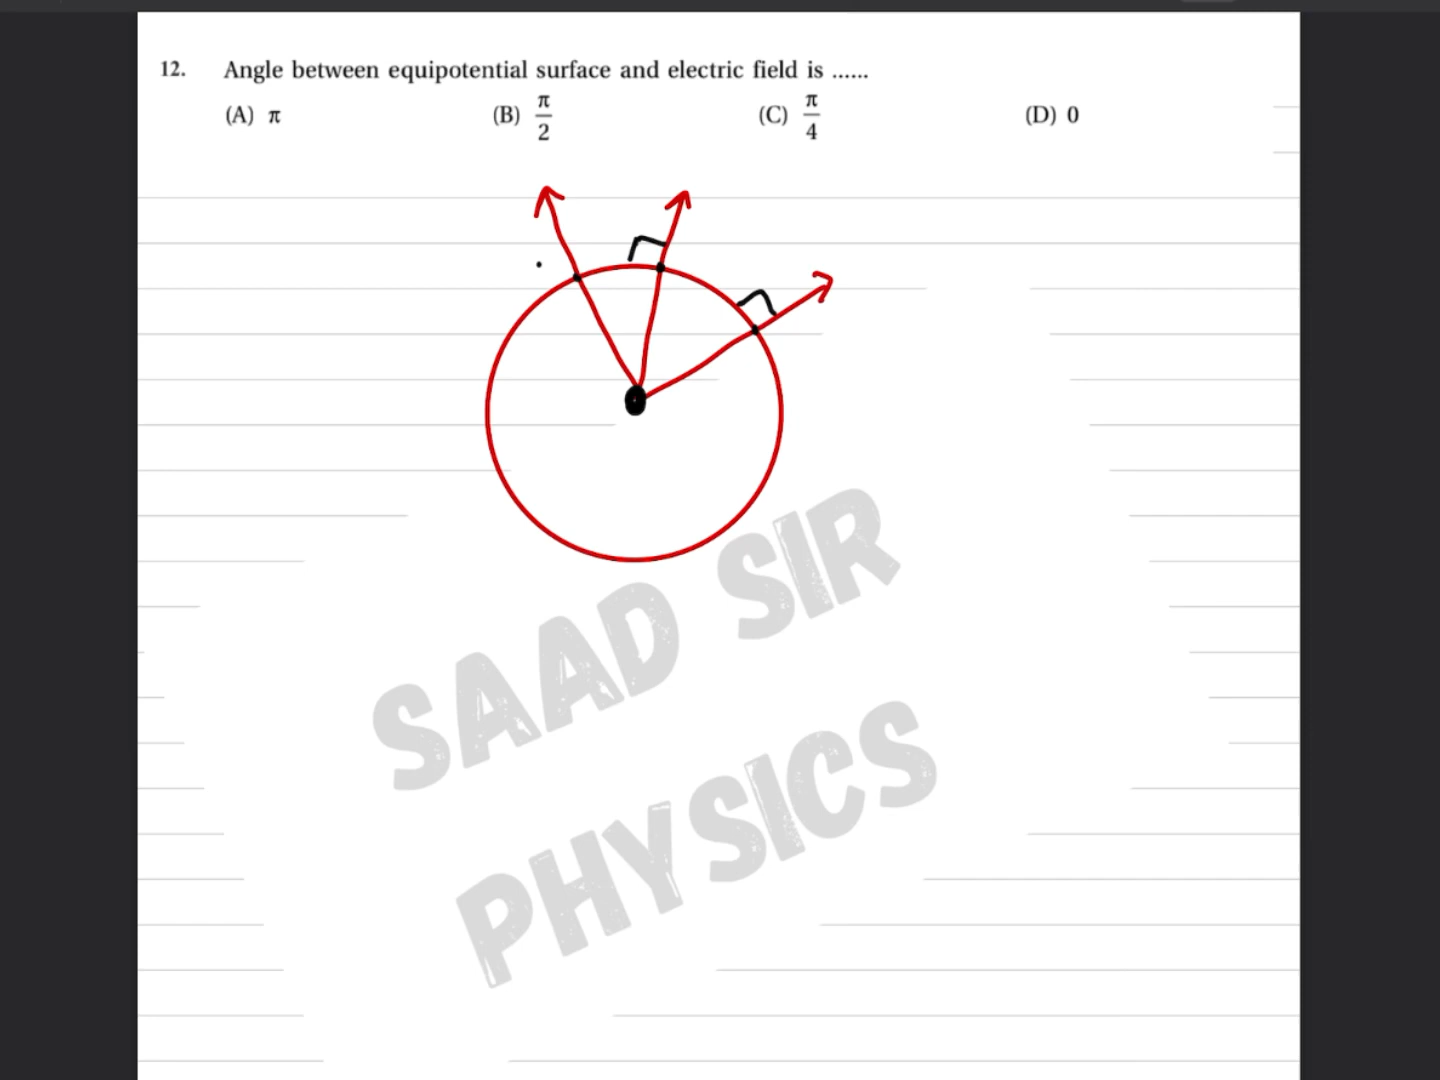 12. Angle between equipotential surface and electric field is ......
(A) π (B) π/2 (C) π/4 (D) 0
SAAD SIR
PHYSICS